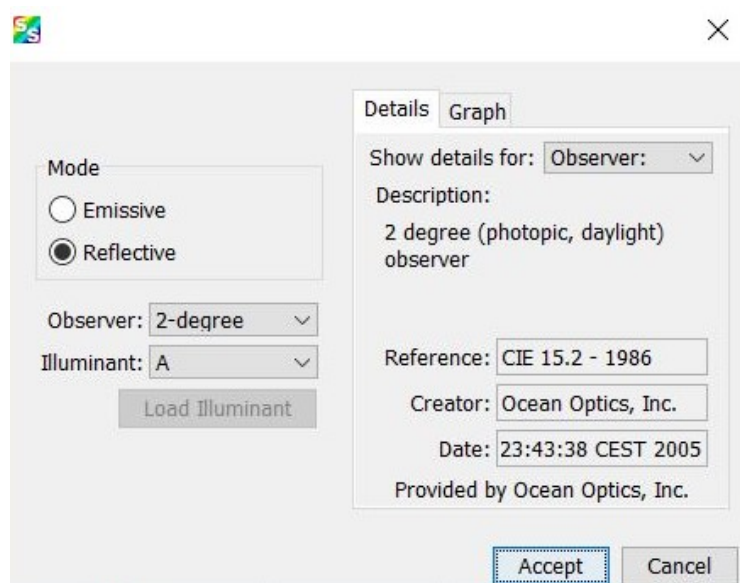 SS
Details Graph
Mode
Emissive
Reflective
Observer: 2-degree
Illuminant: A
Load Illuminant
Show details for: Observer:
Description:
2 degree (photopic, daylight)
observer
Reference: CIE 15.2 - 1986
Creator: Ocean Optics, Inc.
Date: 23:43:38 CEST 2005
Provided by Ocean Optics, Inc.
Accept Cancel